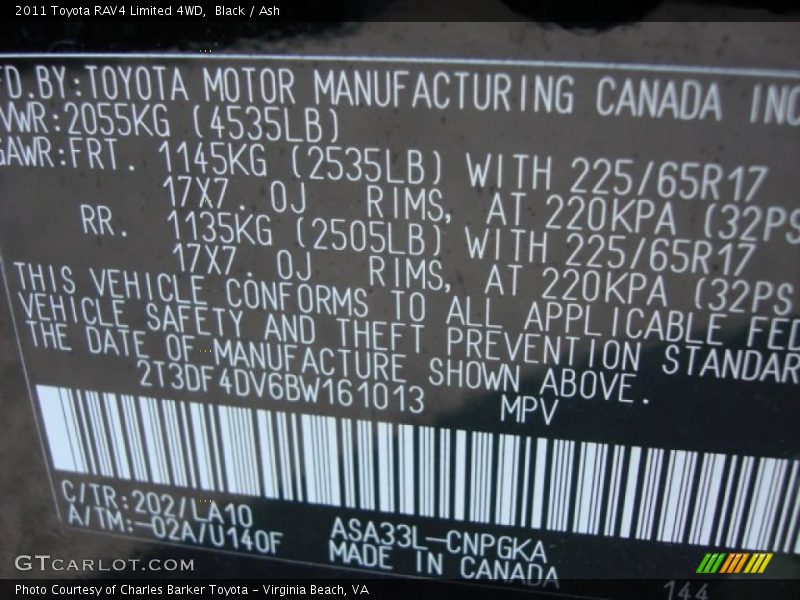 2011 Toyota RAV4 Limited 4WD, Black / Ash
FD.BY:TOYOTA MOTOR MANUFACTURING CANADA INC
VWR:2055KG (4535LB)
GAWR:FRT. 1145KG (2535LB) WITH 225/65R17
17X7.0J RIMS, AT 220KPA (32PS
RR. 1135KG (2505LB) WITH 225/65R17
17X7.0J RIMS, AT 220KPA (32PS
THIS VEHICLE CONFORMS TO ALL APPLICABLE FED
VEHICLE SAFETY AND THEFT PREVENTION STANDAR
THE DATE OF MANUFACTURE SHOWN ABOVE.
2T3DF4DV6BW161013 MPV
C/TR:202/LA10
A/TM:-02A/U140F
ASA33L-CNPGKA
MADE IN CANADA
144
GTCARLOT.COM
Photo Courtesy of Charles Barker Toyota - Virginia Beach, VA